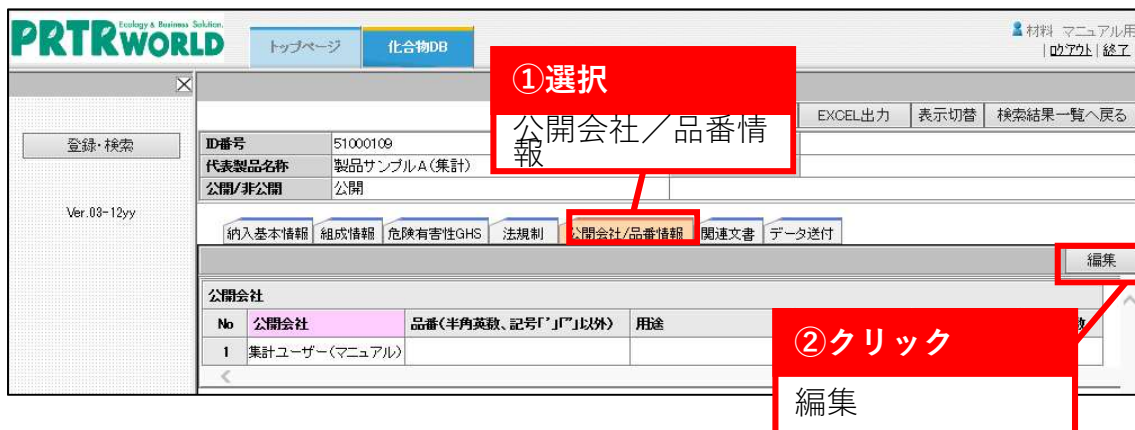 Ecology & Business Solution.
PRTR WORLD
トップページ
化合物DB
材料 マニュアル用
|ログアウト|終了
①選択
公開会社／品番情報
EXCEL出力
表示切替
検索結果一覧へ戻る
登録・検索
Ver.03-12yy
ID番号 51000109
代表製品名称 製品サンプルA(集計)
公開/非公開 公開
納入基本情報 組成情報 危険有害性GHS 法規制 公開会社/品番情報 関連文書 データ送付
編集
公開会社
No 公開会社 品番(半角英数、記号「'」「"」以外) 用途
1 集計ユーザー(マニュアル)
②クリック
編集